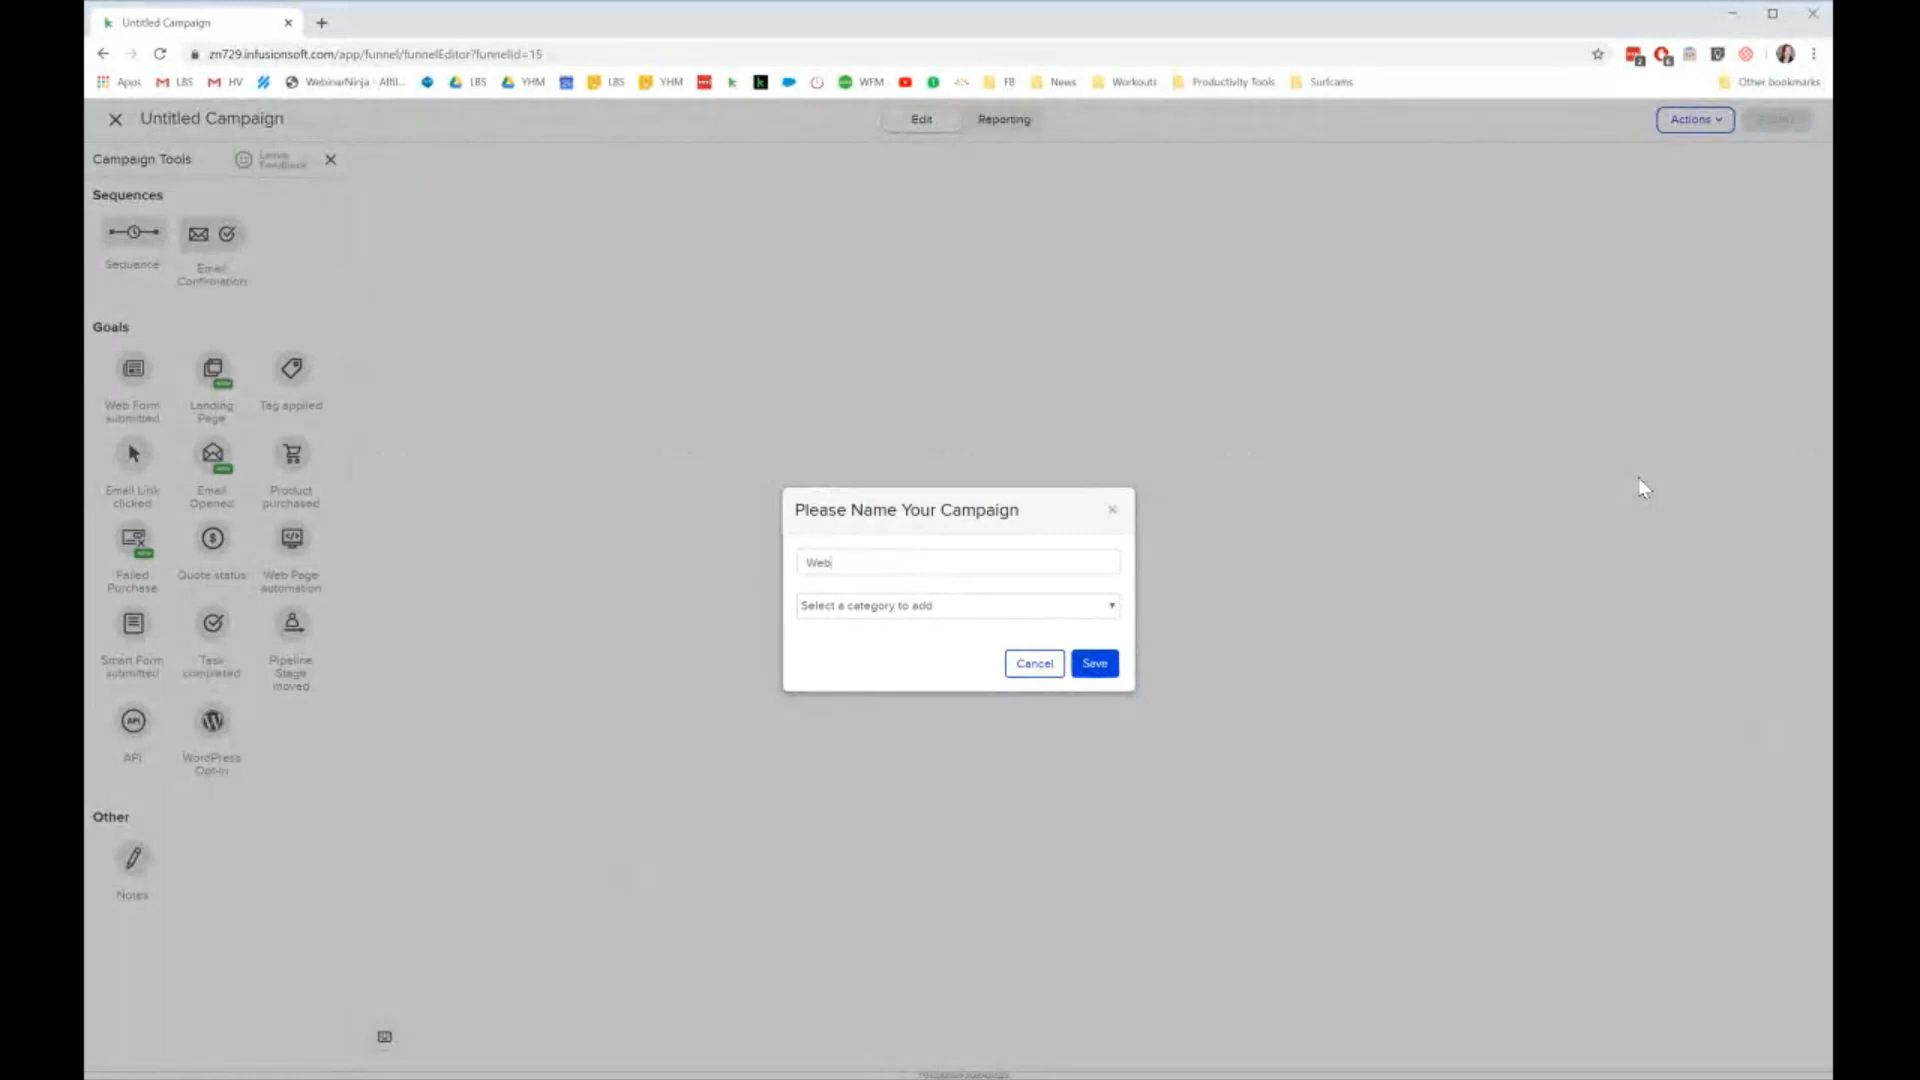 Untitled Campaign
zn729.infusionsoft.com/app/funnel/funnelEditor?funnelId=15
Apps LBS HV WebinarNinja - Affil... LBS YHM LBS YHM WFM FB News Workouts Productivity Tools Surfcams Other bookmarks
Untitled Campaign
Edit Reporting Actions
Campaign Tools
Leave
Feedback
Sequences
Sequence
Email
Confirmation
Goals
Web Form
submitted
Landing
Page
Tag applied
Email Link
clicked
Email
Opened
Product
purchased
Failed
Purchase
Quote status
Web Page
automation
Smart Form
submitted
Task
completed
Pipeline
Stage
moved
API
API
WordPress
Opt-in
Other
Notes
Please Name Your Campaign
Web
Select a category to add
Cancel Save